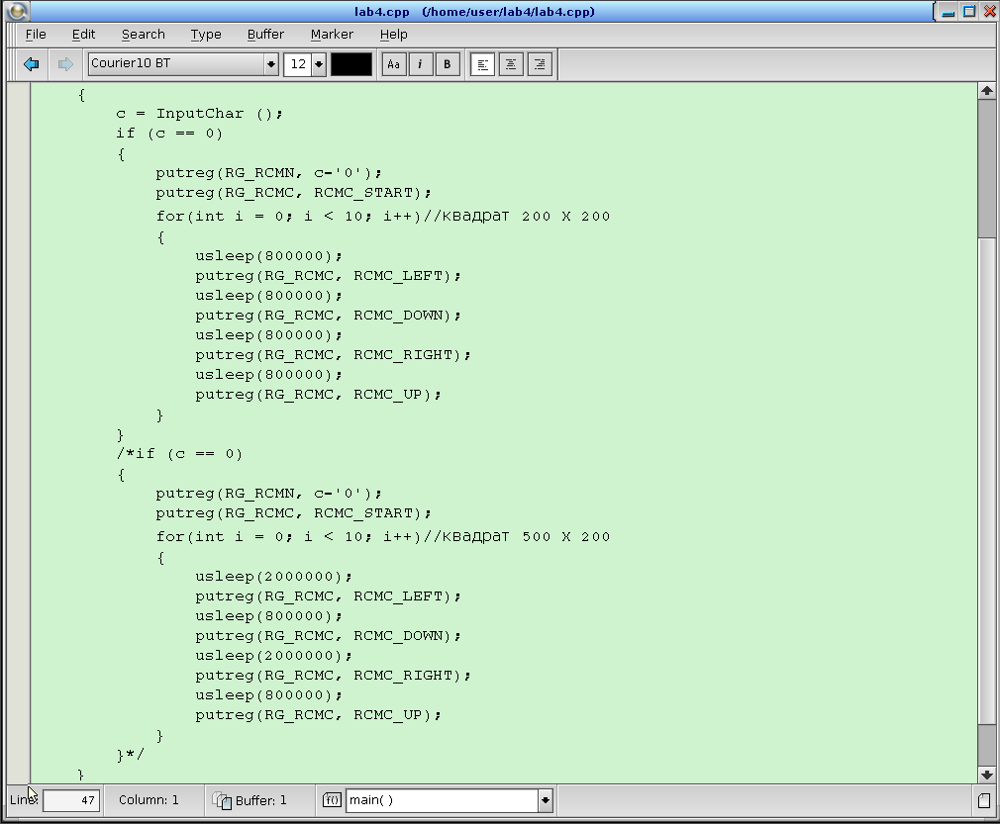 lab4.cpp (/home/user/lab4/lab4.cpp)
File Edit Search Type Buffer Marker Help
Courier10 BT 12 Aa i B
{
c = InputChar ();
if (c == 0)
{
putreg(RG_RCMN, c-'0');
putreg(RG_RCMC, RCMC_START);
for(int i = 0; i < 10; i++)//квадрат 200 X 200
{
usleep(800000);
putreg(RG_RCMC, RCMC_LEFT);
usleep(800000);
putreg(RG_RCMC, RCMC_DOWN);
usleep(800000);
putreg(RG_RCMC, RCMC_RIGHT);
usleep(800000);
putreg(RG_RCMC, RCMC_UP);
}
}
/*if (c == 0)
{
putreg(RG_RCMN, c-'0');
putreg(RG_RCMC, RCMC_START);
for(int i = 0; i < 10; i++)//квадрат 500 X 200
{
usleep(2000000);
putreg(RG_RCMC, RCMC_LEFT);
usleep(800000);
putreg(RG_RCMC, RCMC_DOWN);
usleep(2000000);
putreg(RG_RCMC, RCMC_RIGHT);
usleep(800000);
putreg(RG_RCMC, RCMC_UP);
}
}*/
}
Line: 47 Column: 1 Buffer: 1 f() main( )